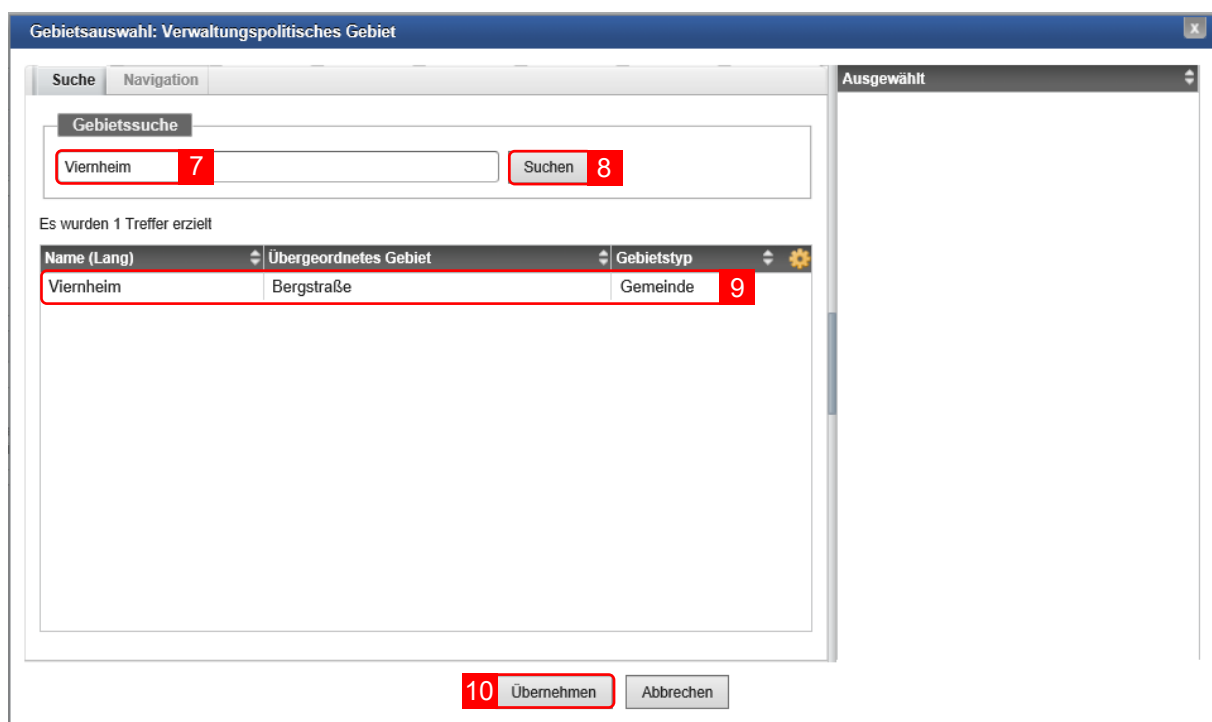 Gebietsauswahl: Verwaltungspolitisches Gebiet x
Suche Navigation
Ausgewählt
Gebietssuche
Viernheim 7 Suchen 8
Es wurden 1 Treffer erzielt
Name (Lang) Übergeordnetes Gebiet Gebietstyp
Viernheim Bergstraße Gemeinde 9
10 Übernehmen Abbrechen